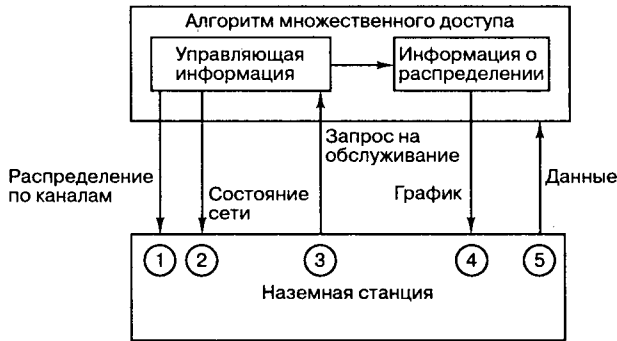 Алгоритм множественного доступа
Управляющая
информация
Информация о
распределении
Запрос на
обслуживание
Распределение
по каналам
Состояние
сети
График
Данные
1
2
3
4
5
Наземная станция